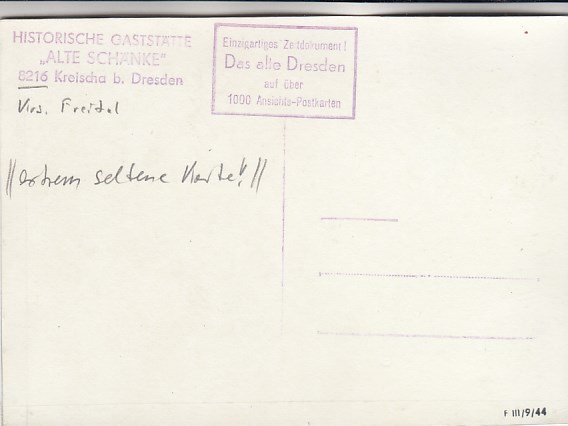 HISTORISCHE GASTSTÄTTE
„ALTE SCHÄNKE"
8216 Kreischa b. Dresden
Krs. Freital
Einzigartiges Zeitdokument!
Das alte Dresden
auf über
1000 Ansichts-Postkarten
//extrem seltene Karte!!//
F III/9/44